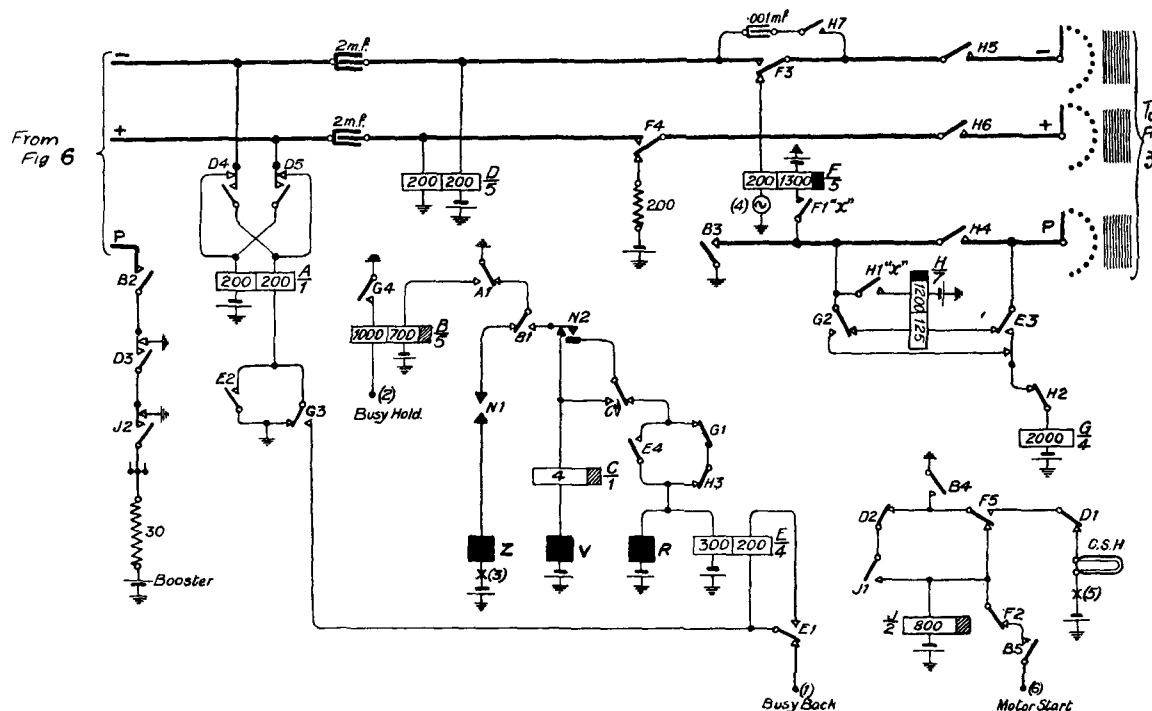 .001mf.
H7
2 m.f.
F3
H5
−
−
From
Fig 6
2 m.f.
F4
H6
+
+
D4
D5
200 200 D/5
200
200 1300 F/5
(4)
F1 "x"
B3
H4
P
P
B2
200 200 A/1
G4
A1
H1 "x"
H/7
1200 125
G2
E3
D3
1000 700 B/5
B1
N2
H2
E2
G3
(2)
Busy Hold.
N1
J2
E4
G1
H3
2000 G/4
4 C/1
B4
D2
F5
D1
C.S.H
30
Z
V
R
300 200 E/4
(3)
J1
(5)
Booster
E1
J/2 800
F2
B5
(1)
Busy Back
(6)
Motor Start